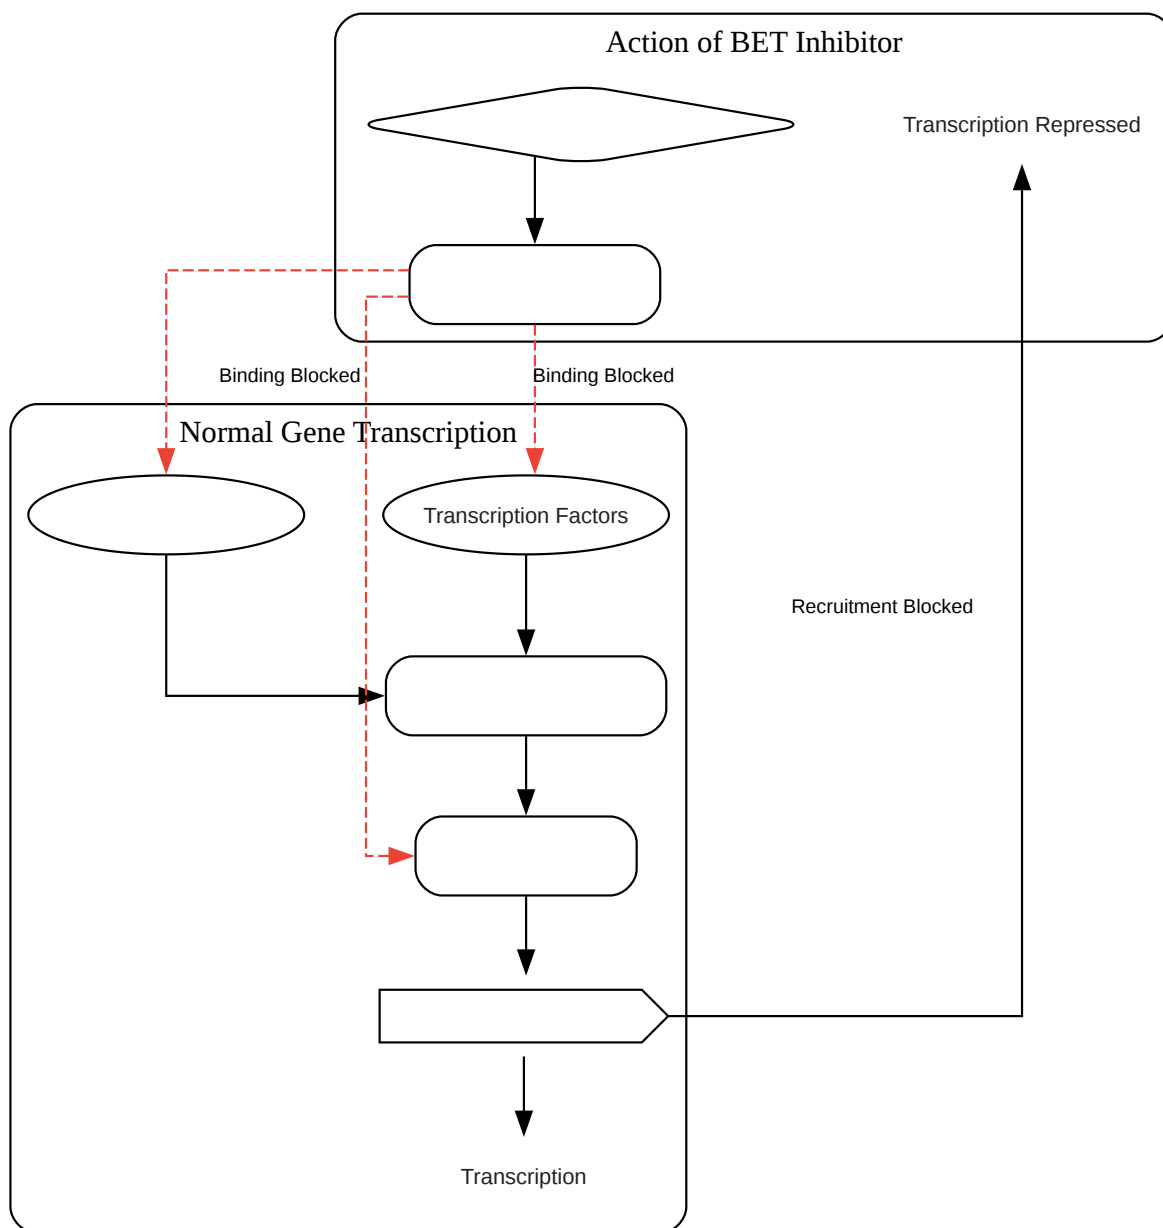 Action of BET Inhibitor
Transcription Repressed
Binding Blocked
Binding Blocked
Normal Gene Transcription
Transcription Factors
Recruitment Blocked
Transcription